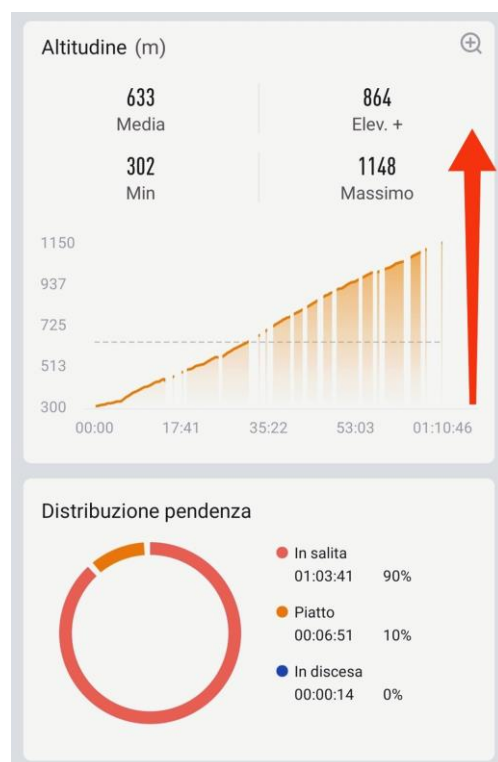 Altitudine (m)
633 864
Media Elev. +
302 1148
Min Massimo
1150
937
725
513
300
00:00 17:41 35:22 53:03 01:10:46
Distribuzione pendenza
In salita
01:03:41 90%
Piatto
00:06:51 10%
In discesa
00:00:14 0%